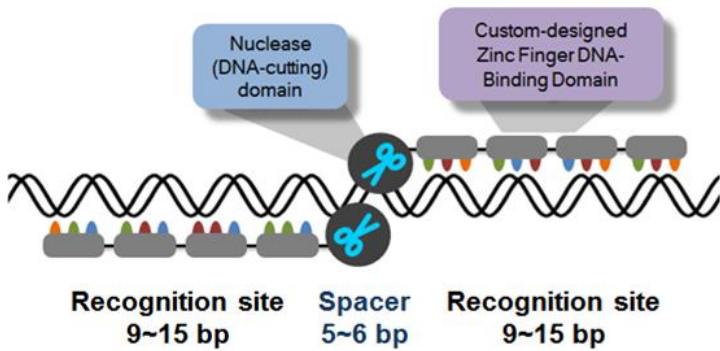 Nuclease
(DNA-cutting)
domain
Custom-designed
Zinc Finger DNA-
Binding Domain
Recognition site
9~15 bp
Spacer
5~6 bp
Recognition site
9~15 bp